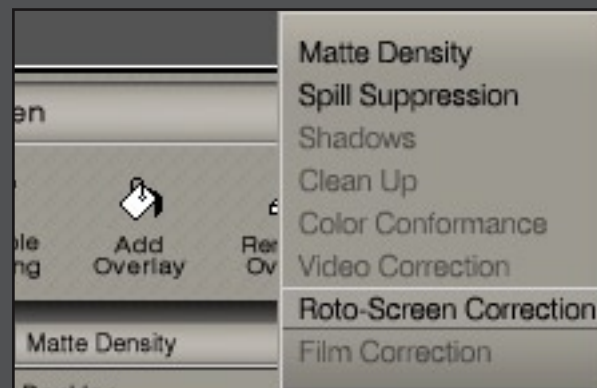 Matte Density
Spill Suppression
Shadows
Clean Up
Color Conformance
Video Correction
Roto-Screen Correction
Film Correction
Add
Overlay
Matte Density